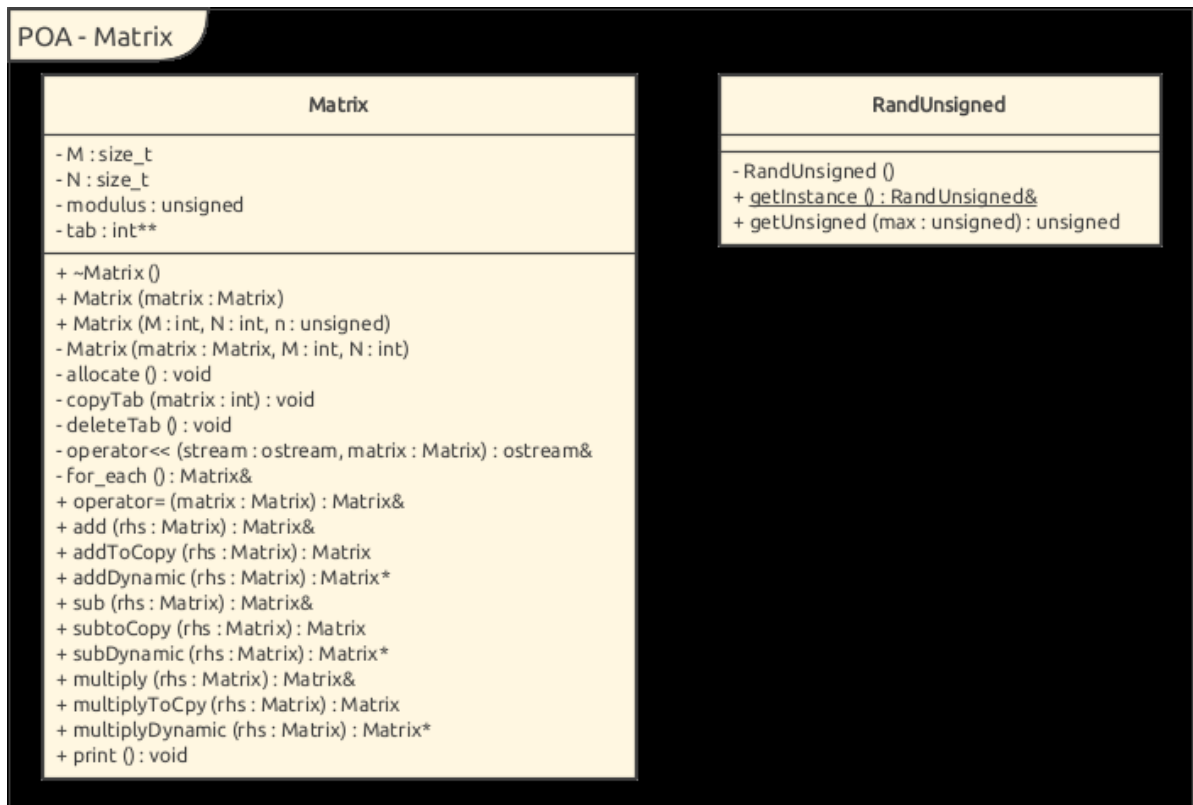 POA - Matrix
Matrix
- M : size_t
- N : size_t
- modulus : unsigned
- tab : int**
+ ~Matrix ()
+ Matrix (matrix : Matrix)
+ Matrix (M : int, N : int, n : unsigned)
- Matrix (matrix : Matrix, M : int, N : int)
- allocate () : void
- copyTab (matrix : int) : void
- deleteTab () : void
- operator<< (stream : ostream, matrix : Matrix) : ostream&
- for_each () : Matrix&
+ operator= (matrix : Matrix) : Matrix&
+ add (rhs : Matrix) : Matrix&
+ addToCopy (rhs : Matrix) : Matrix
+ addDynamic (rhs : Matrix) : Matrix*
+ sub (rhs : Matrix) : Matrix&
+ subtoCopy (rhs : Matrix) : Matrix
+ subDynamic (rhs : Matrix) : Matrix*
+ multiply (rhs : Matrix) : Matrix&
+ multiplyToCpy (rhs : Matrix) : Matrix
+ multiplyDynamic (rhs : Matrix) : Matrix*
+ print () : void
RandUnsigned
- RandUnsigned ()
+ getInstance () : RandUnsigned&
+ getUnsigned (max : unsigned) : unsigned